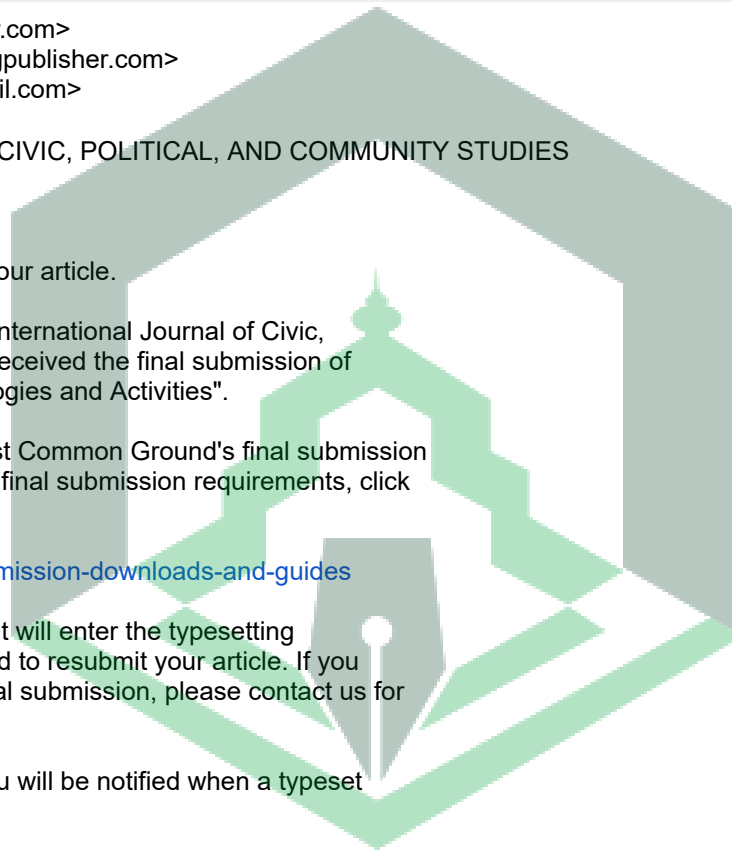 .com>
gpublisher.com>
il.com>
CIVIC, POLITICAL, AND COMMUNITY STUDIES
our article.
nternational Journal of Civic,
eceived the final submission of
ogies and Activities".
st Common Ground's final submission
final submission requirements, click
mission-downloads-and-guides
t will enter the typesetting
d to resubmit your article. If you
al submission, please contact us for
u will be notified when a typeset